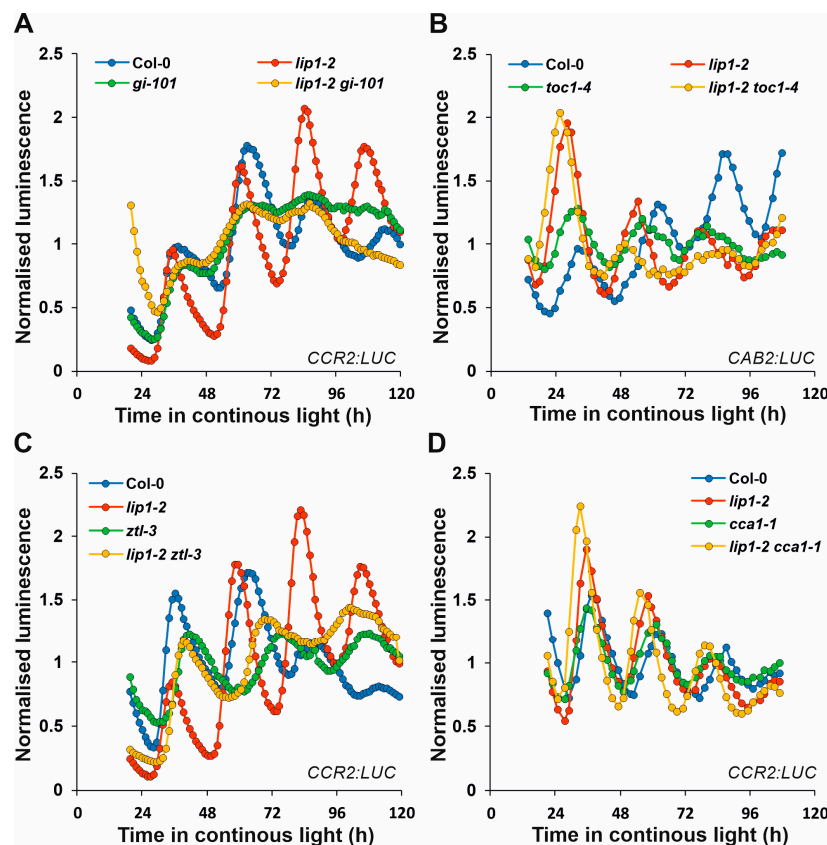 A
Col-0
lip1-2
gi-101
lip1-2 gi-101
Normalised luminescence
2.5
2
1.5
1
0.5
0
0
24
48
72
96
120
CCR2:LUC
Time in continous light (h)
B
Col-0
lip1-2
toc1-4
lip1-2 toc1-4
Normalised luminescence
2.5
2
1.5
1
0.5
0
0
24
48
72
96
120
CAB2:LUC
Time in continous light (h)
C
Col-0
lip1-2
ztl-3
lip1-2 ztl-3
Normalised luminescence
2.5
2
1.5
1
0.5
0
0
24
48
72
96
120
CCR2:LUC
Time in continous light (h)
D
Col-0
lip1-2
cca1-1
lip1-2 cca1-1
Normalised luminescence
2.5
2
1.5
1
0.5
0
0
24
48
72
96
120
CCR2:LUC
Time in continous light (h)